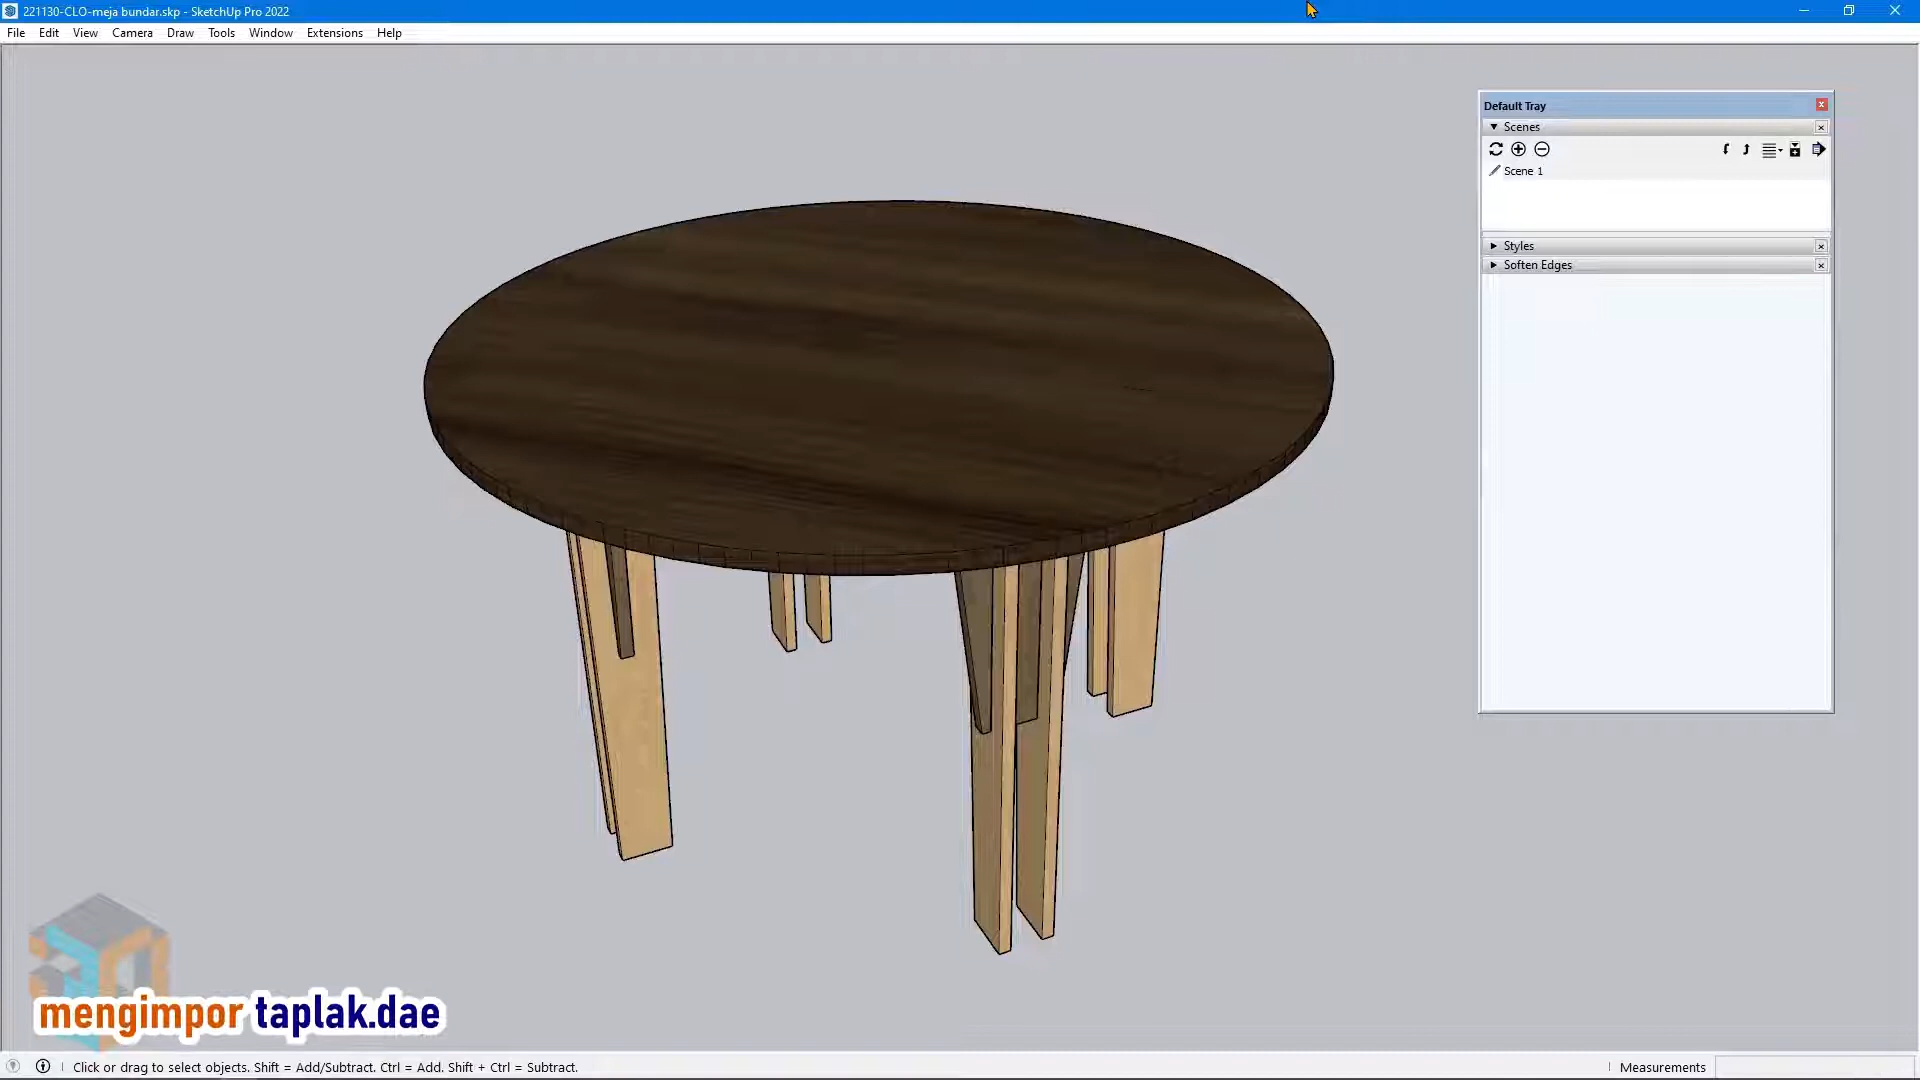 221130-CLO-meja bundar.skp - SketchUp Pro 2022
File Edit View Camera Draw Tools Window Extensions Help
Default Tray
Scenes
Scene 1
Styles
Soften Edges
mengimpor taplak.dae
Click or drag to select objects. Shift = Add/Subtract. Ctrl = Add. Shift + Ctrl = Subtract.
Measurements